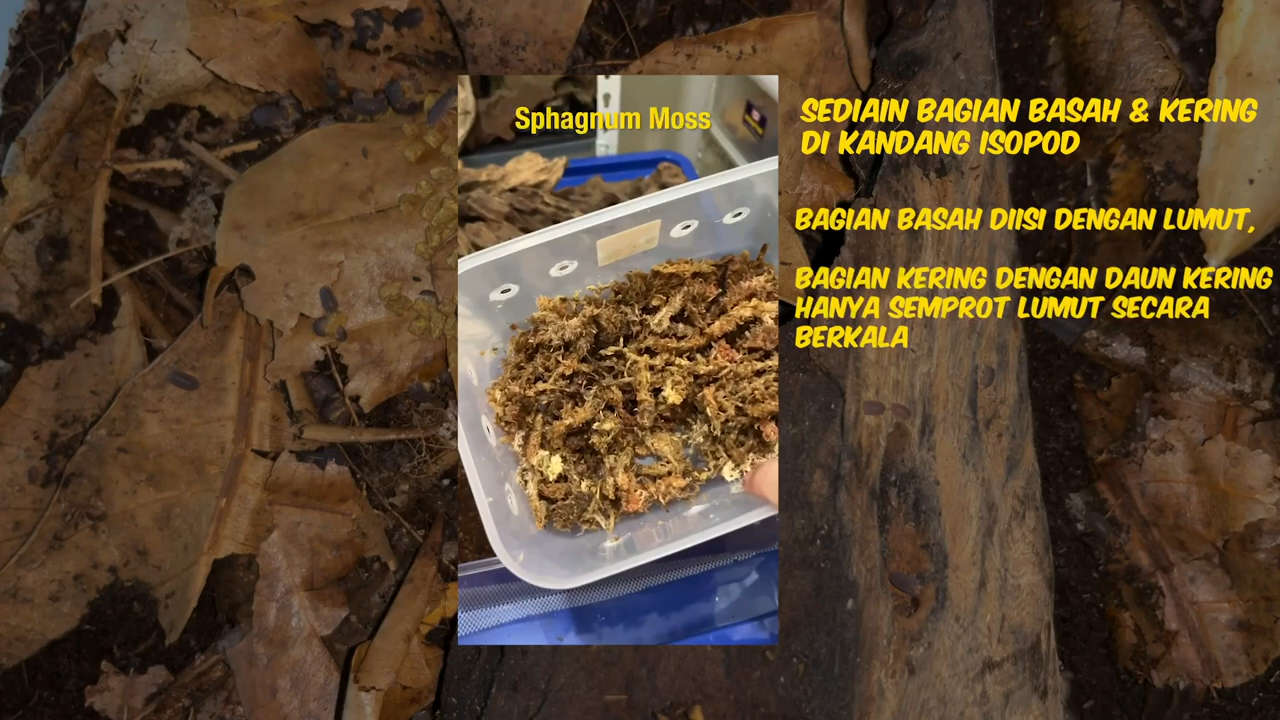 Sphagnum Moss
SEDIAIN BAGIAN BASAH & KERING
DI KANDANG ISOPOD
BAGIAN BASAH DIISI DENGAN LUMUT,
BAGIAN KERING DENGAN DAUN KERING
HANYA SEMPROT LUMUT SECARA
BERKALA